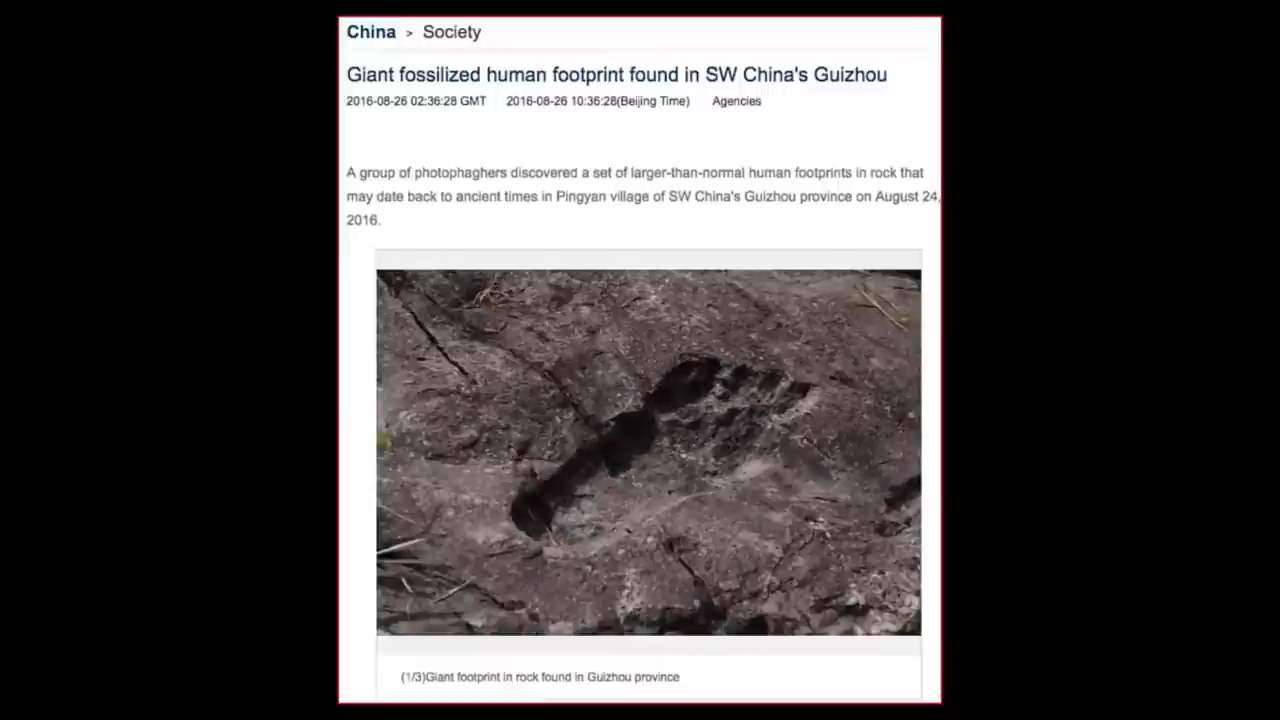 China > Society
Giant fossilized human footprint found in SW China's Guizhou
2016-08-26 02:36:28 GMT 2016-08-26 10:36:28(Beijing Time) Agencies
A group of photophaghers discovered a set of larger-than-normal human footprints in rock that
may date back to ancient times in Pingyan village of SW China's Guizhou province on August 24,
2016.
(1/3)Giant footprint in rock found in Guizhou province